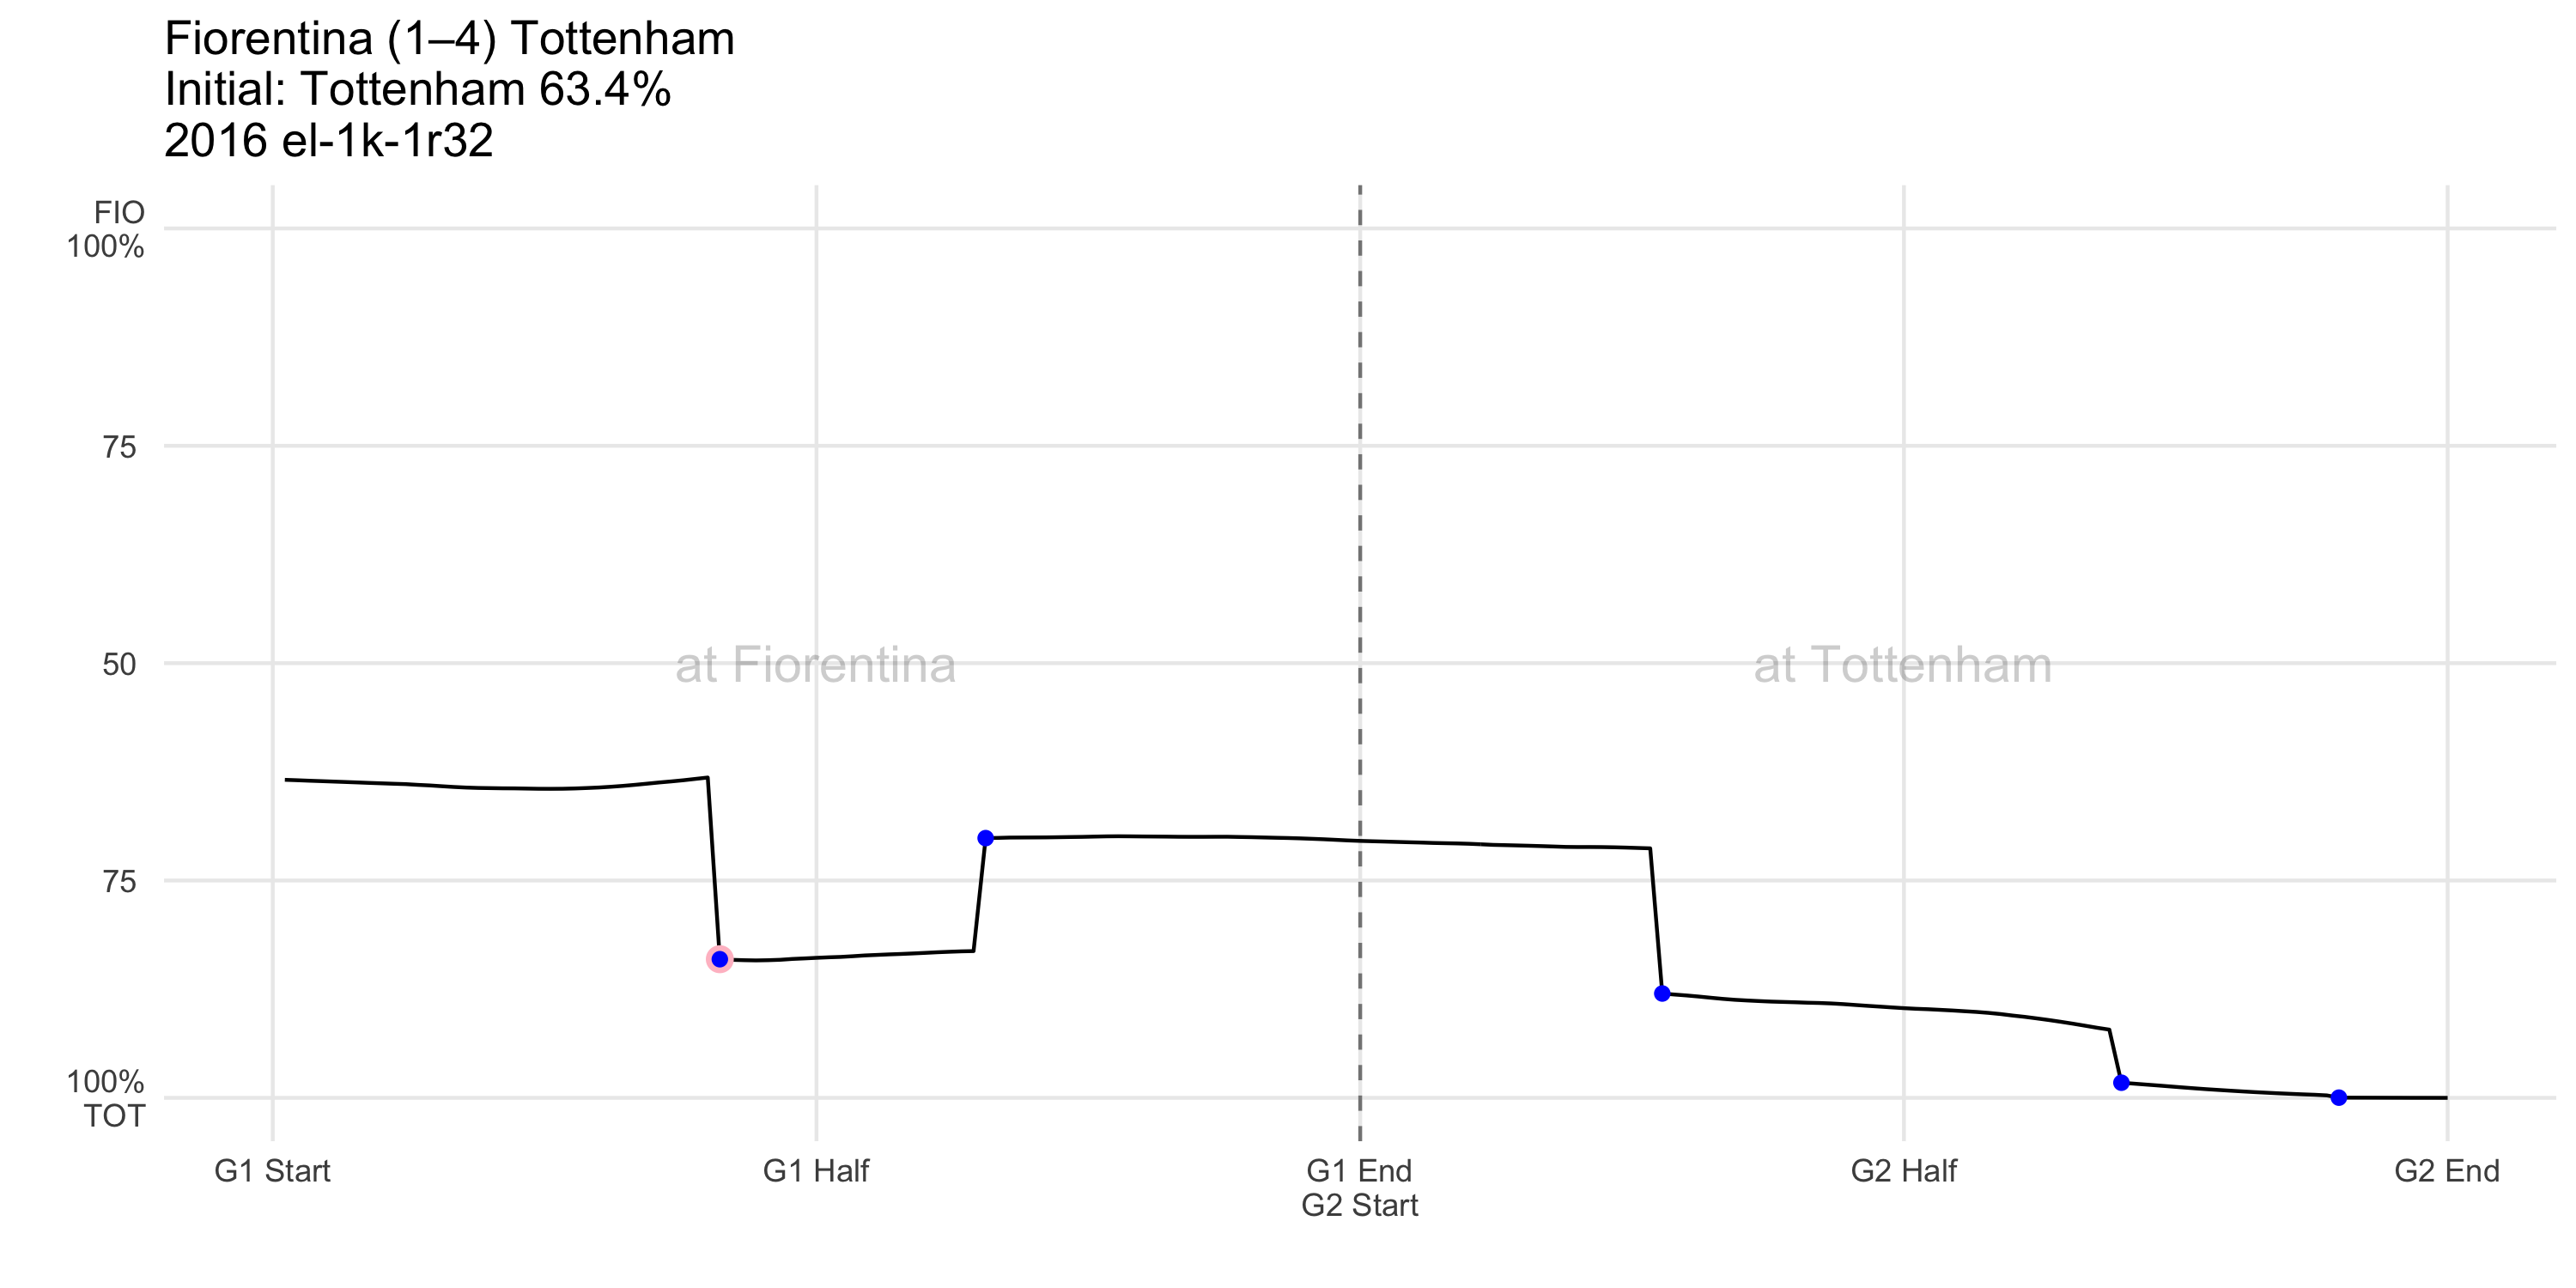 Fiorentina (1–4) Tottenham
Initial: Tottenham 63.4%
2016 el-1k-1r32
FIO
100%
75
50
at Fiorentina
at Tottenham
75
100%
TOT
G1 Start
G1 Half
G1 End
G2 Start
G2 Half
G2 End